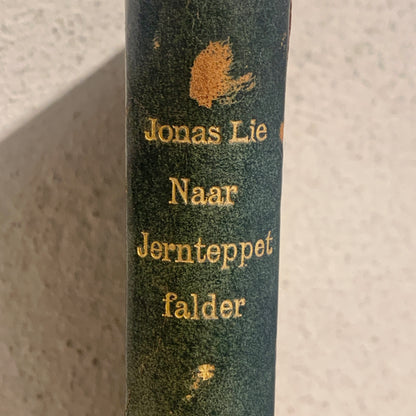 Jonas Lie
Naar
Jernteppet
falder